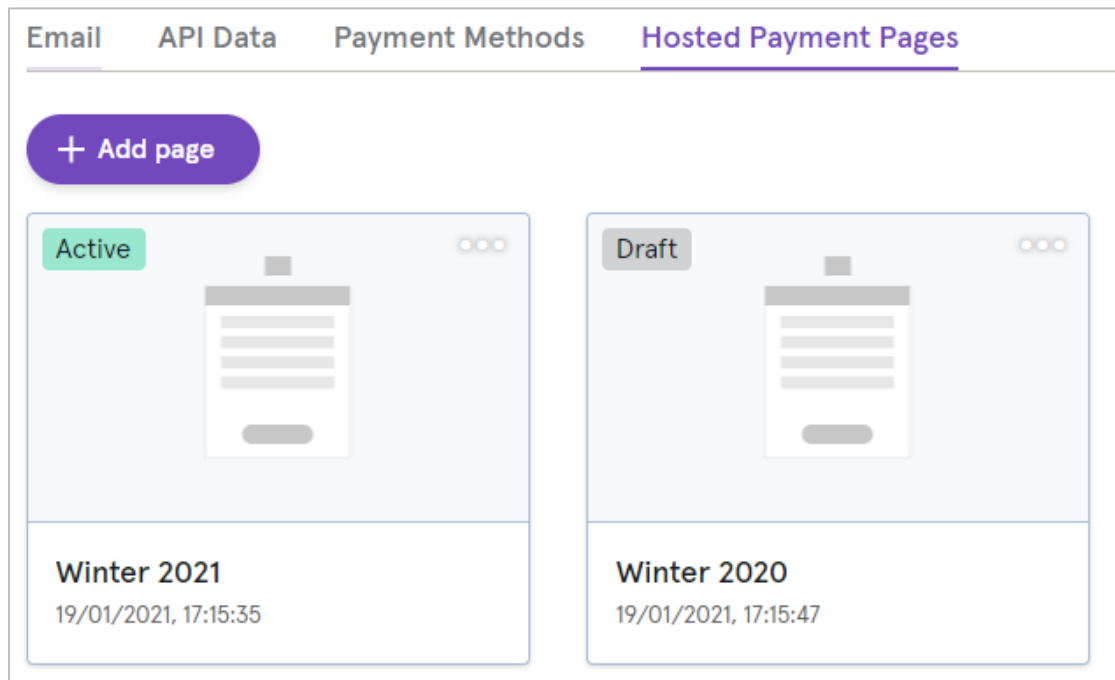 Email API Data Payment Methods Hosted Payment Pages
+ Add page
Active
Draft
Winter 2021
19/01/2021, 17:15:35
Winter 2020
19/01/2021, 17:15:47